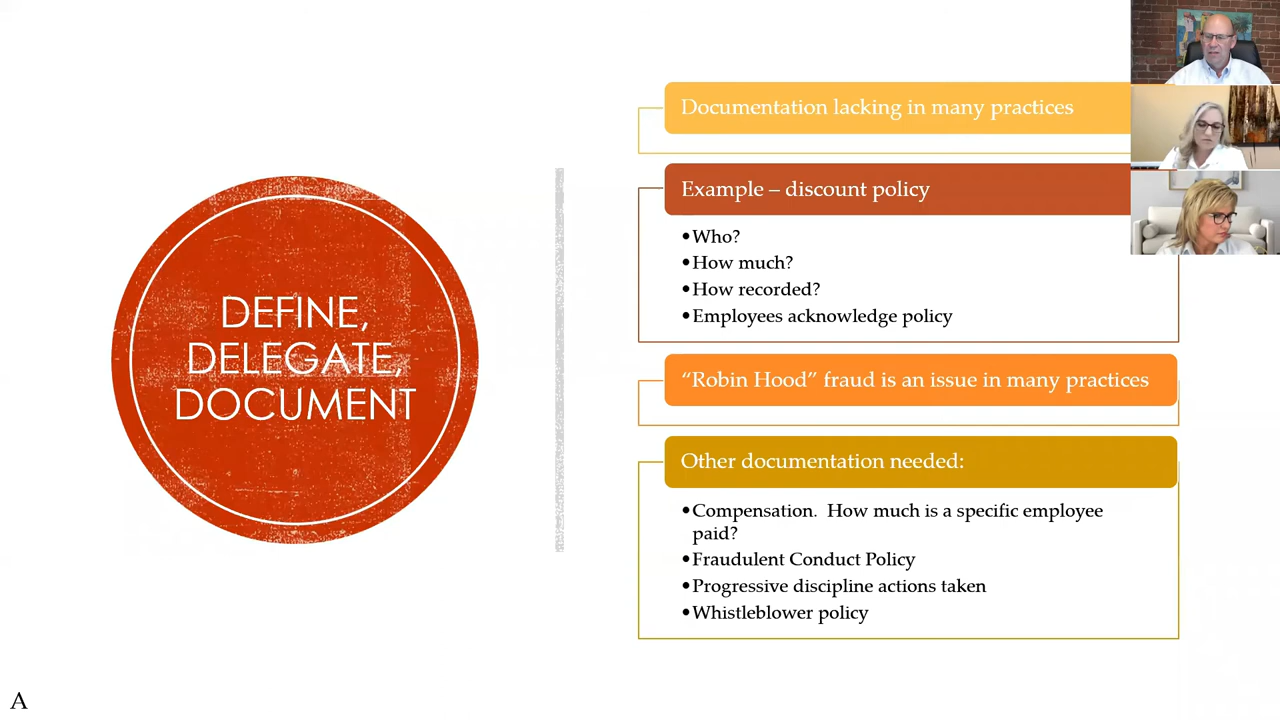 DEFINE,
DELEGATE,
DOCUMENT
Documentation lacking in many practices
Example – discount policy
•Who?
•How much?
•How recorded?
•Employees acknowledge policy
“Robin Hood” fraud is an issue in many practices
Other documentation needed:
•Compensation.  How much is a specific employee
paid?
•Fraudulent Conduct Policy
•Progressive discipline actions taken
•Whistleblower policy
A